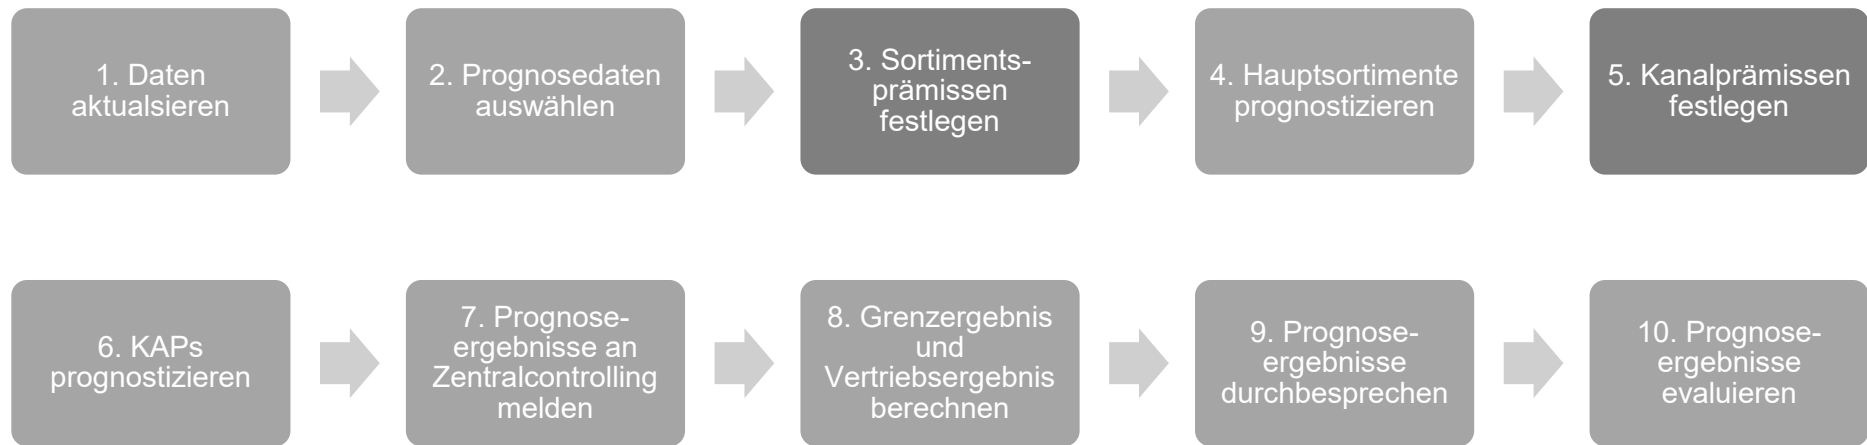 1. Daten
aktualsieren
2. Prognosedaten
auswählen
3. Sortiments-
prämissen
festlegen
4. Hauptsortimente
prognostizieren
5. Kanalprämissen
festlegen
6. KAPs
prognostizieren
7. Prognose-
ergebnisse an
Zentralcontrolling
melden
8. Grenzergebnis
und
Vertriebsergebnis
berechnen
9. Prognose-
ergebnisse
durchbesprechen
10. Prognose-
ergebnisse
evaluieren